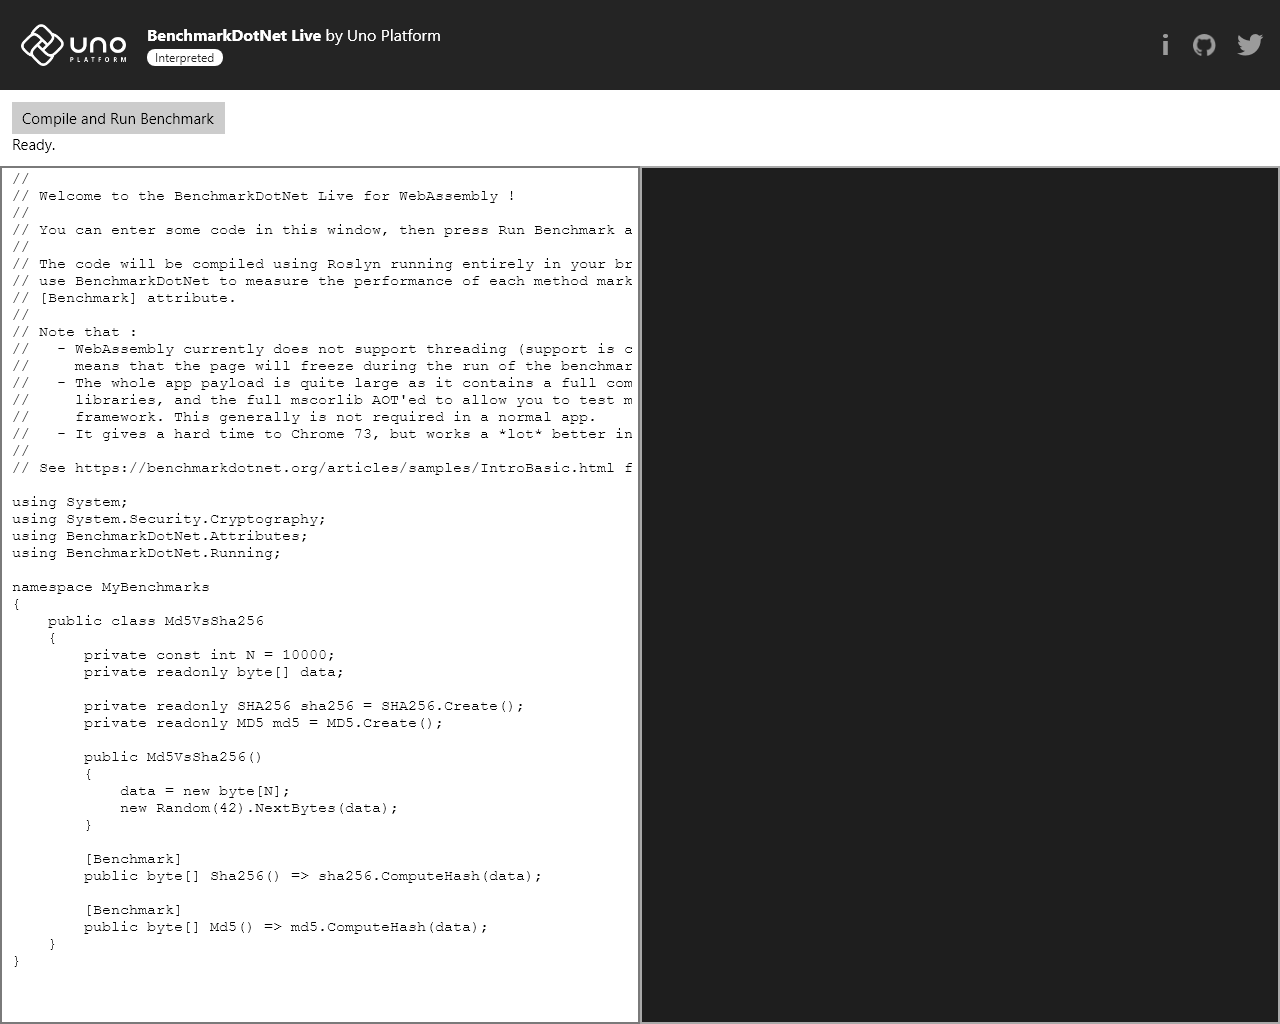 UNO
PLATFORM
BenchmarkDotNet Live by Uno Platform
Interpreted
Compile and Run Benchmark
Ready.
//
// Welcome to the BenchmarkDotNet Live for WebAssembly !
//
// You can enter some code in this window, then press Run Benchmark a
//
// The code will be compiled using Roslyn running entirely in your br
// use BenchmarkDotNet to measure the performance of each method mark
// [Benchmark] attribute.
//
// Note that :
//   - WebAssembly currently does not support threading (support is c
//     means that the page will freeze during the run of the benchmar
//   - The whole app payload is quite large as it contains a full com
//     libraries, and the full mscorlib AOT'ed to allow you to test m
//     framework. This generally is not required in a normal app.
//   - It gives a hard time to Chrome 73, but works a *lot* better in
//
// See https://benchmarkdotnet.org/articles/samples/IntroBasic.html f
using System;
using System.Security.Cryptography;
using BenchmarkDotNet.Attributes;
using BenchmarkDotNet.Running;
namespace MyBenchmarks
{
    public class Md5VsSha256
    {
        private const int N = 10000;
        private readonly byte[] data;
        private readonly SHA256 sha256 = SHA256.Create();
        private readonly MD5 md5 = MD5.Create();
        public Md5VsSha256()
        {
            data = new byte[N];
            new Random(42).NextBytes(data);
        }
        [Benchmark]
        public byte[] Sha256() => sha256.ComputeHash(data);
        [Benchmark]
        public byte[] Md5() => md5.ComputeHash(data);
    }
}